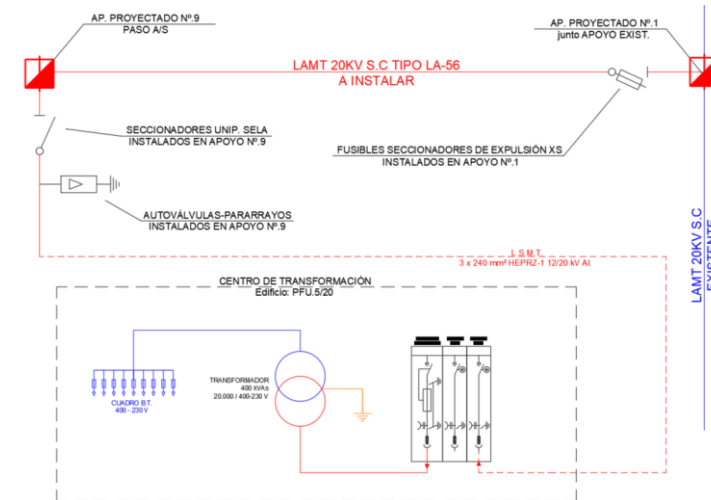 AP. PROYECTADO Nº.9
PASO A/S
AP. PROYECTADO Nº.1
junto APOYO EXIST.
LAMT 20KV S.C TIPO LA-56
A INSTALAR
SECCIONADORES UNIP. SELA
INSTALADOS EN APOYO Nº.9
FUSIBLES SECCIONADORES DE EXPULSIÓN XS
INSTALADOS EN APOYO Nº.1
AUTOVÁLVULAS-PARARRAYOS
INSTALADOS EN APOYO Nº.9
LAMT 20KV S.C
EXISTENTE
L.S.M.T.
3 x 240 mm² HEPRZ-1 12/20 kV Al.
CENTRO DE TRANSFORMACIÓN
Edificio: PFU.5/20
TRANSFORMADOR
400 kVAs
20.000 / 400-230 V
CUADRO B.T.
400 - 230 V